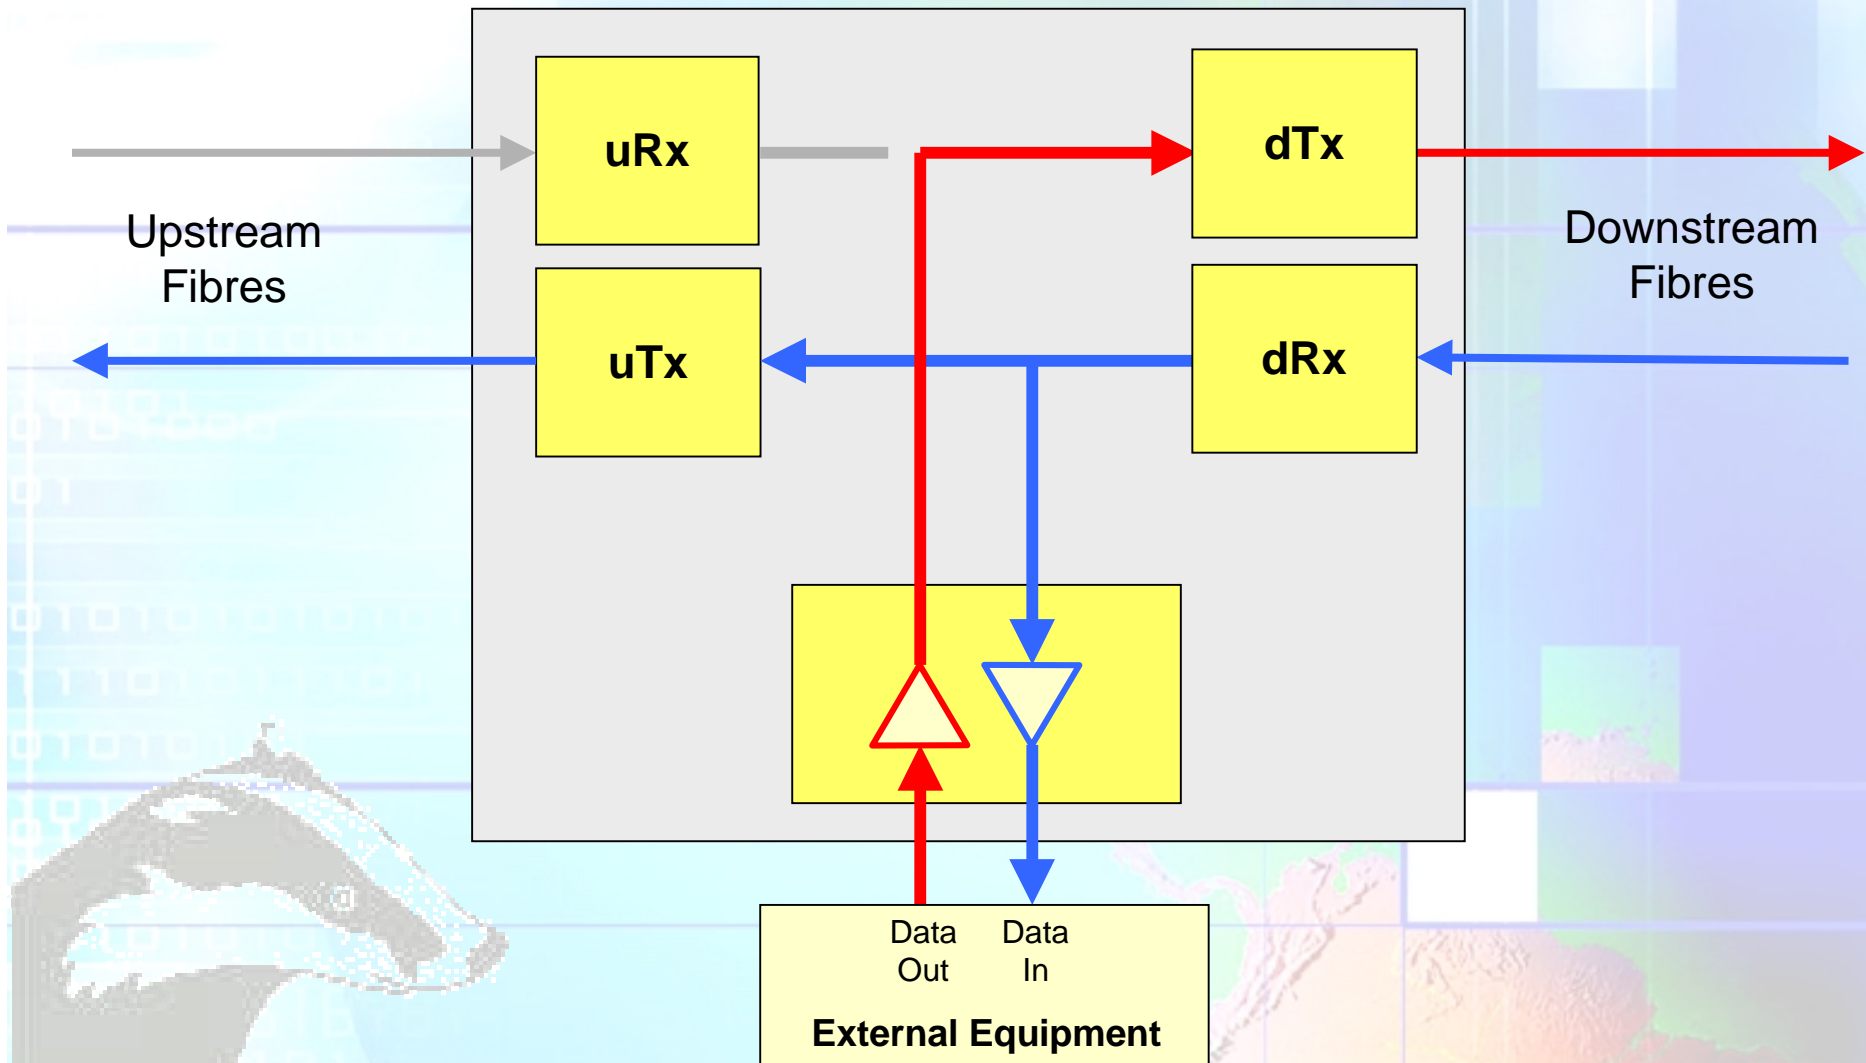 uRx
dTx
Upstream
Fibres
Downstream
Fibres
uTx
dRx
Data
Out
Data
In
External Equipment